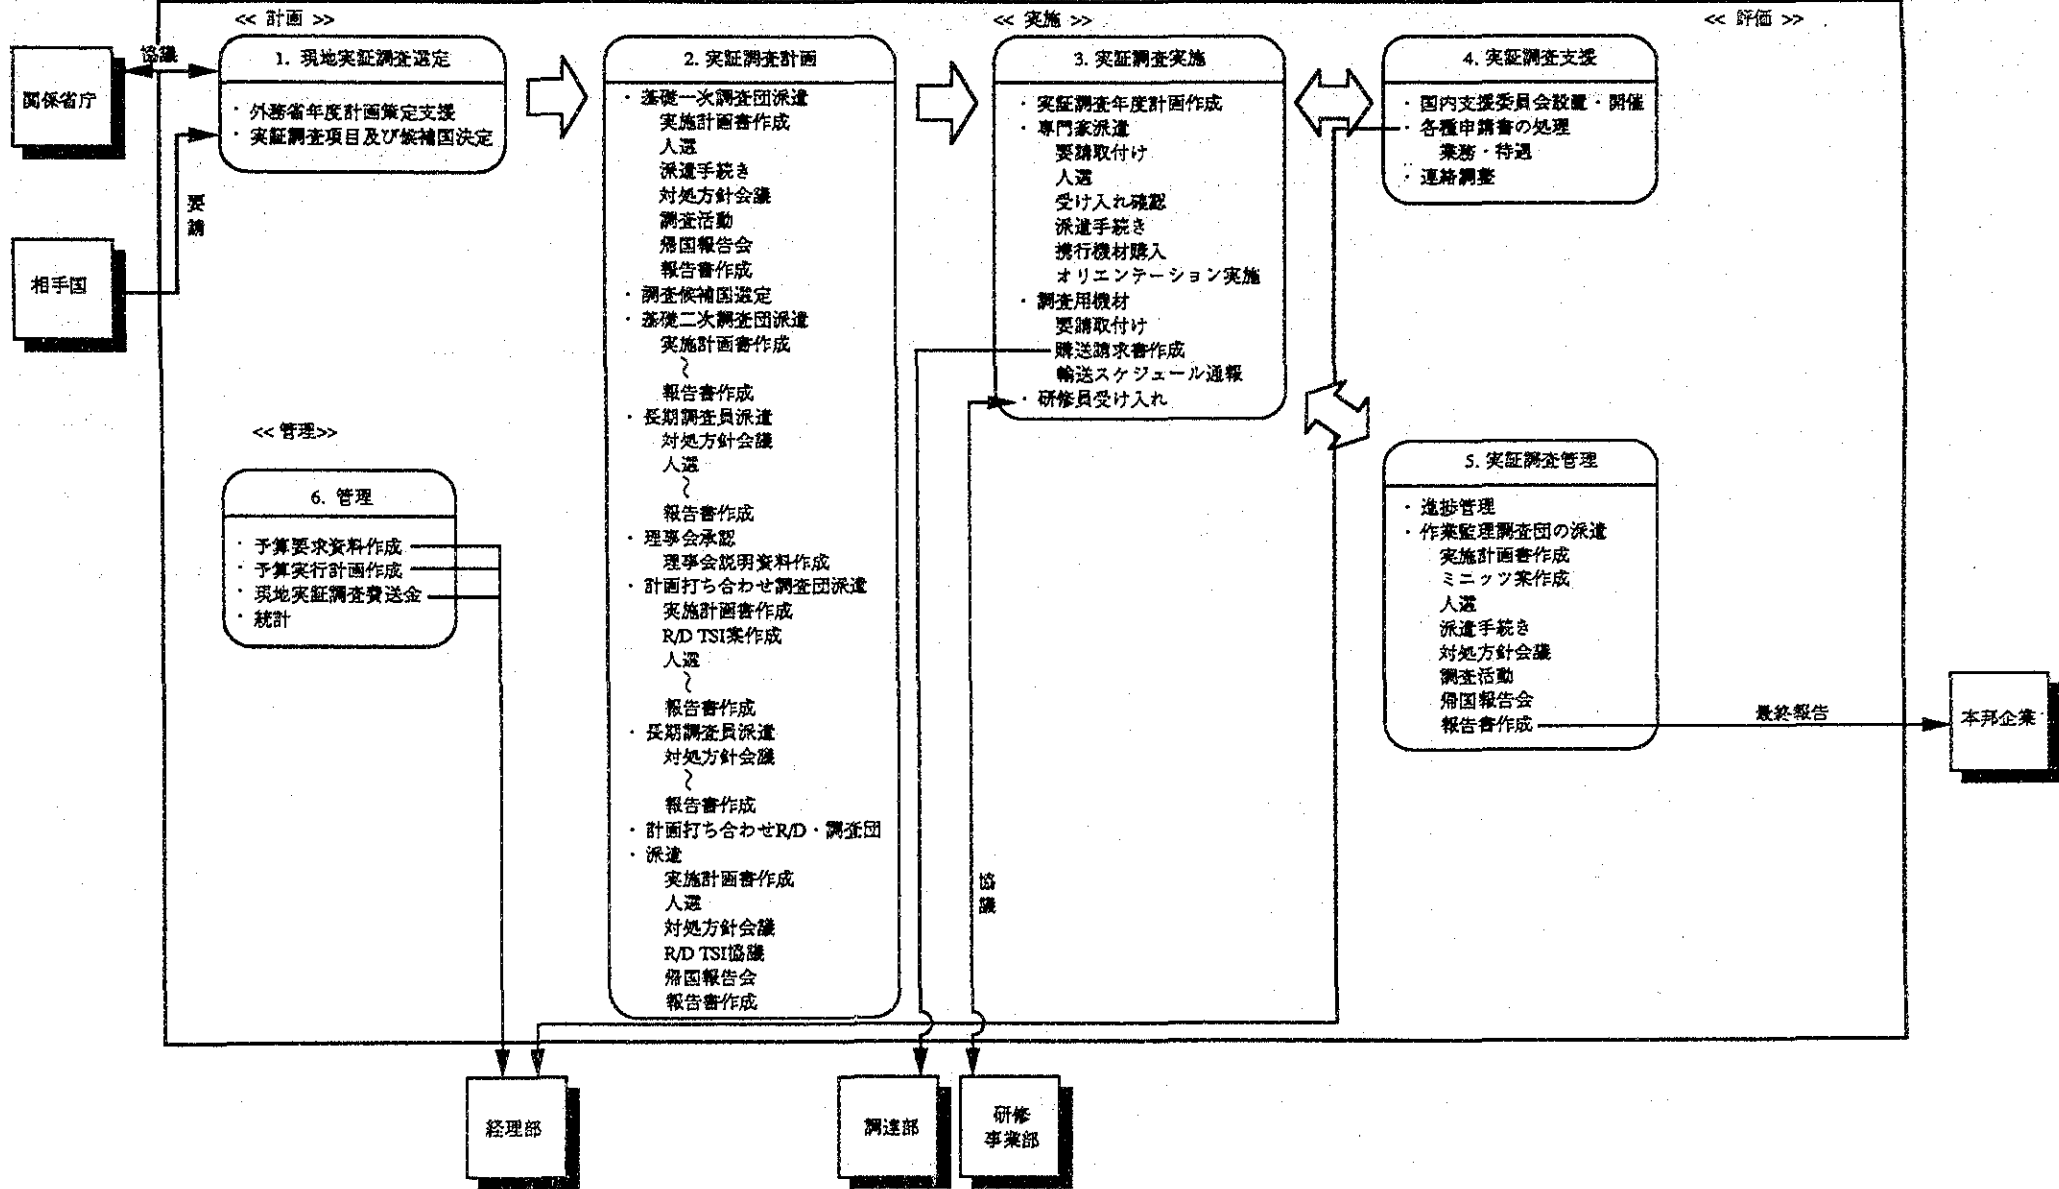 << 計画 >>
<< 実施 >>
<< 評価 >>
関係省庁
協議
相手国
要
請
1. 現地実証調査選定
・外務省年度計画策定支援
・実証調査項目及び候補国決定
2. 実証調査計画
・基礎一次調査団派遣
実施計画書作成
人選
派遣手続き
対処方針会議
調査活動
帰国報告会
報告書作成
・調査候補国選定
・基礎二次調査団派遣
実施計画書作成
〜
報告書作成
・長期調査員派遣
対処方針会議
人選
〜
報告書作成
・理事会承認
理事会説明資料作成
・計画打ち合わせ調査団派遣
実施計画書作成
R/D TSI案作成
人選
〜
報告書作成
・長期調査員派遣
対処方針会議
〜
報告書作成
・計画打ち合わせR/D・調査団
・派遣
実施計画書作成
人選
対処方針会議
R/D TSI協議
帰国報告会
報告書作成
3. 実証調査実施
・実証調査年度計画作成
・専門家派遣
要請取付け
人選
受け入れ確認
派遣手続き
携行機材購入
オリエンテーション実施
・調査用機材
要請取付け
購送請求書作成
輸送スケジュール通報
・研修員受け入れ
協
議
4. 実証調査支援
・国内支援委員会設置・開催
・各種申請書の処理
業務・待遇
・連絡調整
5. 実証調査管理
・進捗管理
・作業監理調査団の派遣
実施計画書作成
ミニッツ案作成
人選
派遣手続き
対処方針会議
調査活動
帰国報告会
報告書作成
最終報告
本邦企業
<< 管理>>
6. 管理
・予算要求資料作成
・予算実行計画作成
・現地実証調査費送金
・統計
経理部
調達部
研修
事業部